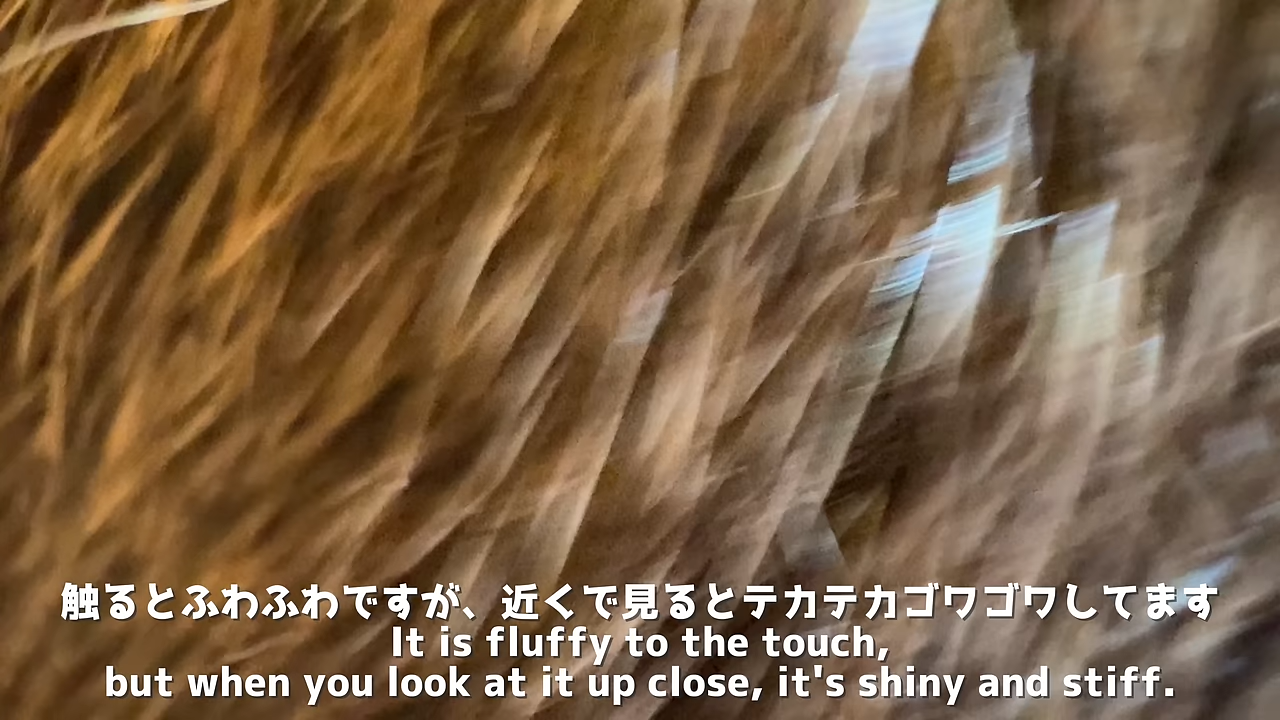 触るとふわふわですが、近くで見るとテカテカゴワゴワしてます
It is fluffy to the touch,
but when you look at it up close, it's shiny and stiff.